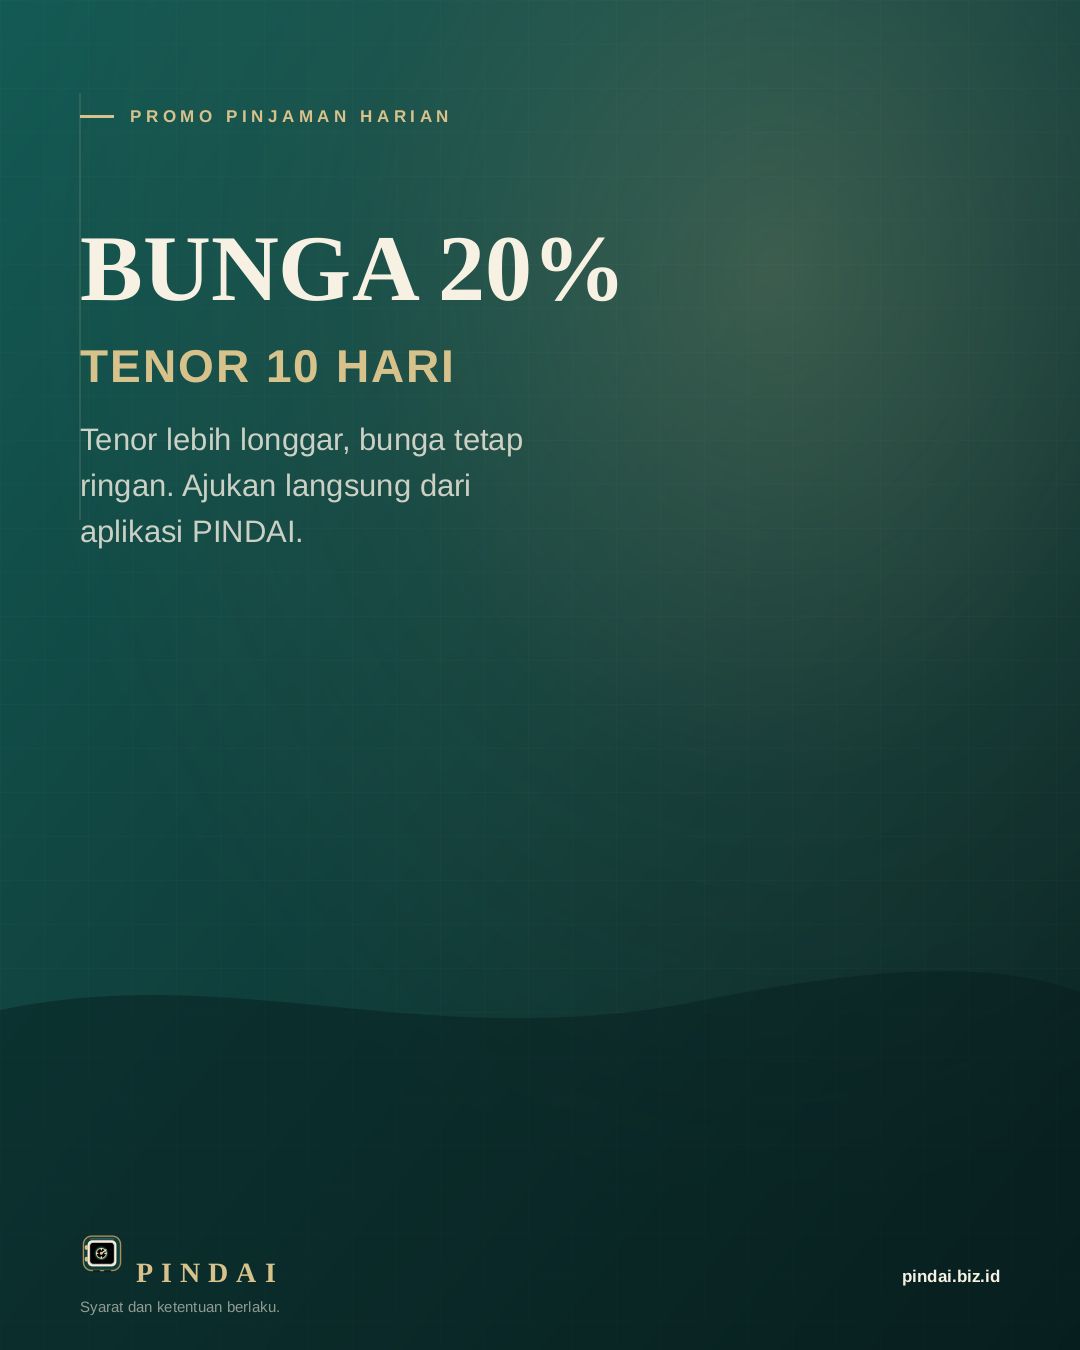 PROMO PINJAMAN HARIAN
BUNGA 20%
TENOR 10 HARI
Tenor lebih longgar, bunga tetap
ringan. Ajukan langsung dari
aplikasi PINDAI.
PINDAI
pindai.biz.id
Syarat dan ketentuan berlaku.